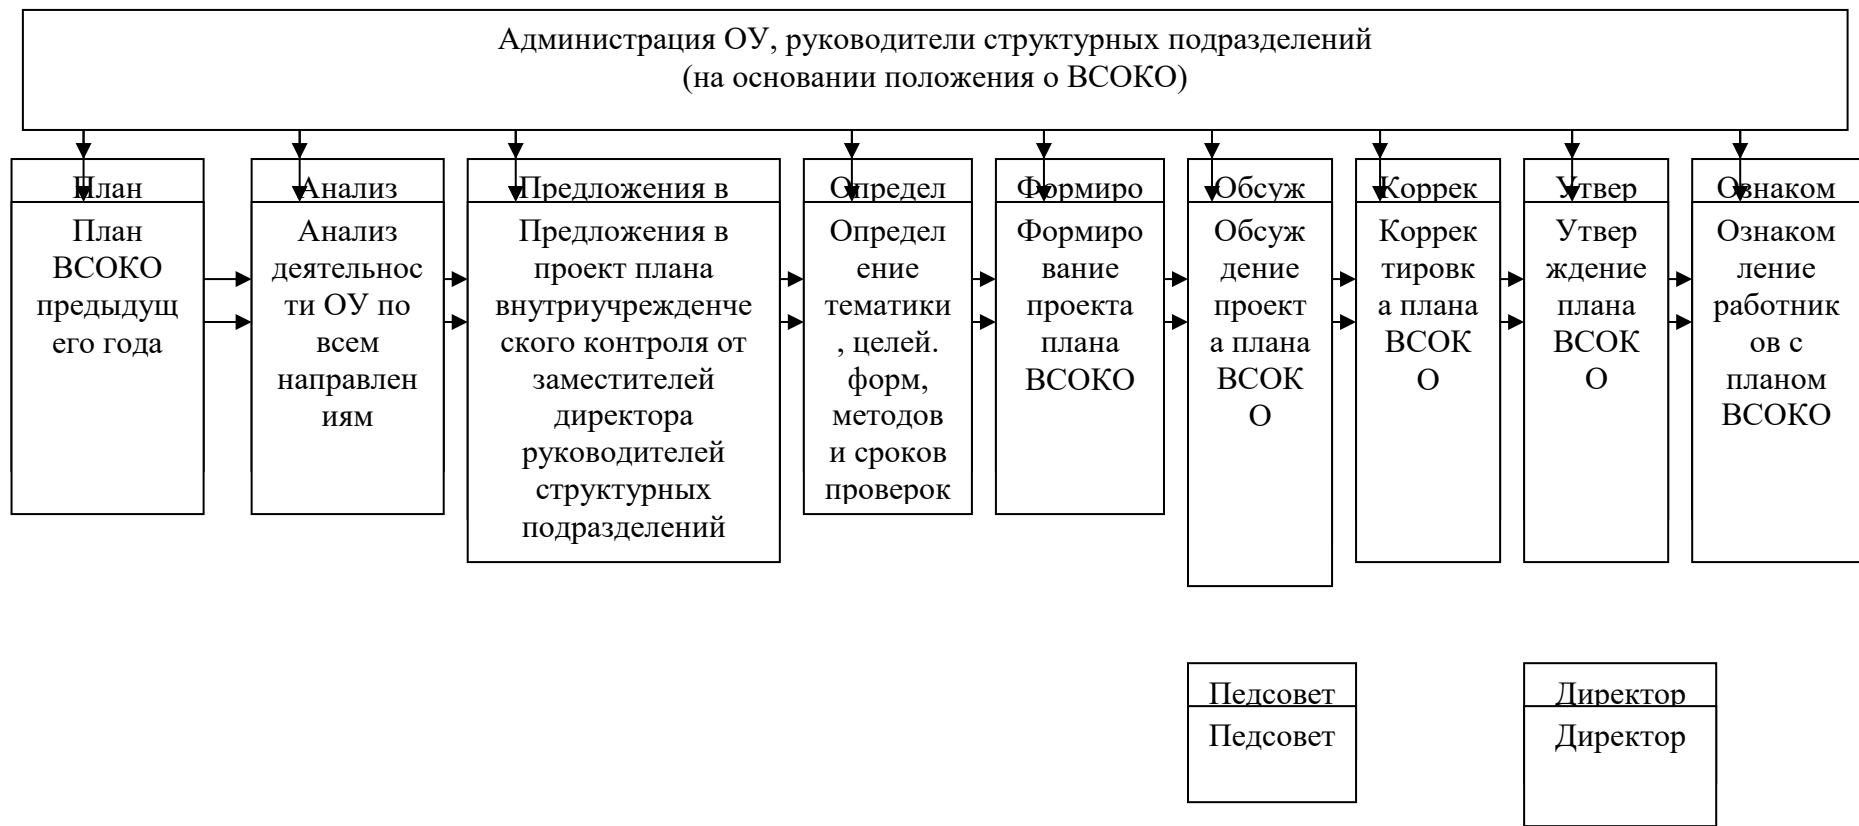 Администрация ОУ, руководители структурных подразделений
(на основании положения о ВСОКО)
План
План
ВСОКО
предыдущ
его года
Анализ
Анализ
деятельнос
ти ОУ по
всем
направлен
иям
Предложения в
Предложения в
проект плана
внутриучрежденче
ского контроля от
заместителей
директора
руководителей
структурных
подразделений
Определ
Определ
ение
тематики
, целей.
форм,
методов
и сроков
проверок
Формиро
Формиро
вание
проекта
плана
ВСОКО
Обсуж
Обсуж
дение
проект
а плана
ВСОК
О
Коррек
Коррек
тировк
а плана
ВСОК
О
Утвер
Утвер
ждение
плана
ВСОК
О
Ознаком
Ознаком
ление
работник
ов с
планом
ВСОКО
Педсовет
Педсовет
Директор
Директор